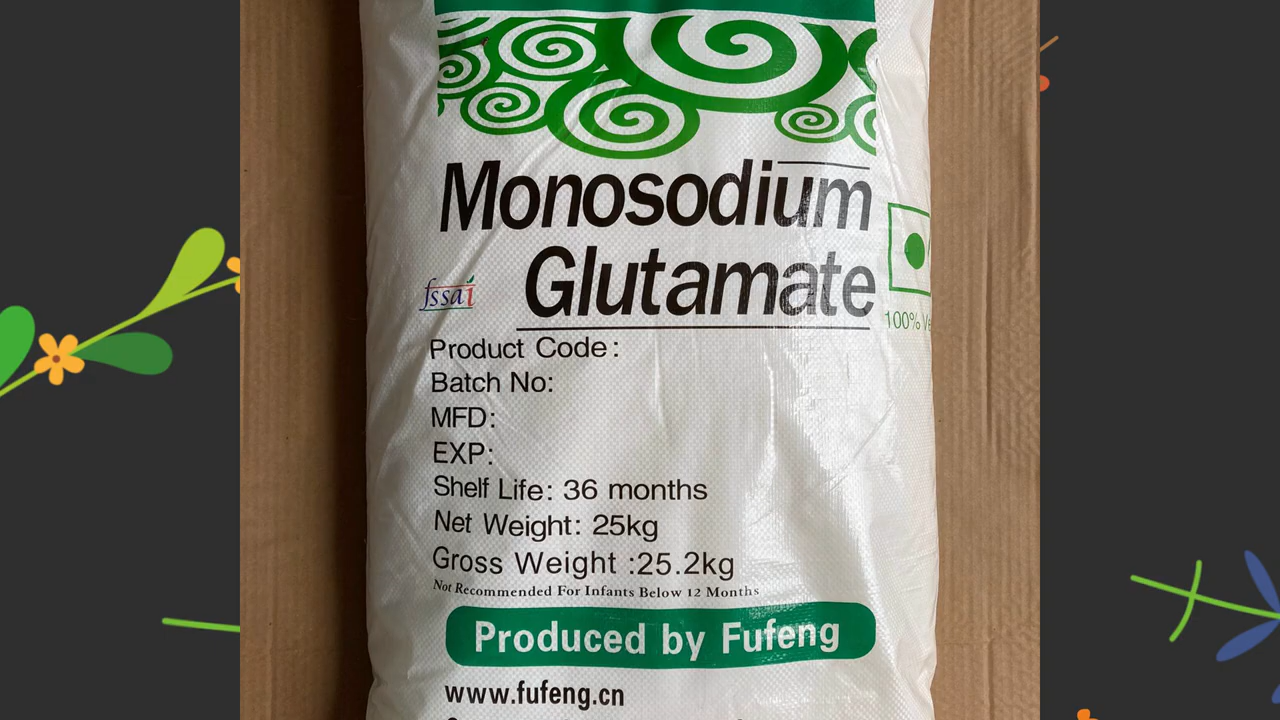 Monosodium
Glutamate
fssai
100%
Product Code:
Batch No:
MFD:
EXP:
Shelf Life: 36 months
Net Weight: 25kg
Gross Weight :25.2kg
Not Recommended For Infants Below 12 Months
Produced by Fufeng
www.fufeng.cn